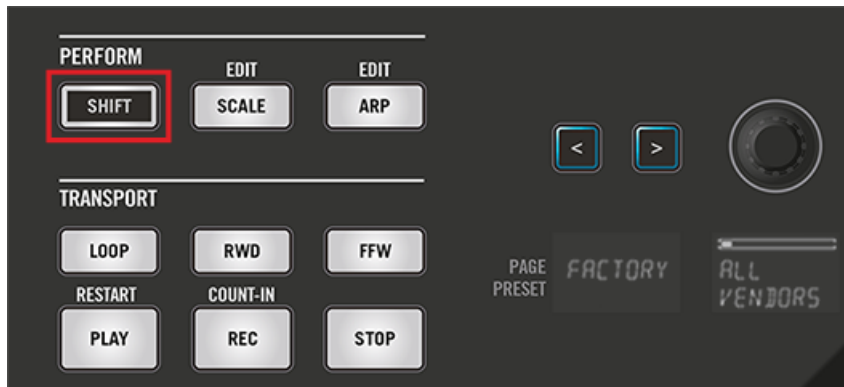 PERFORM
EDIT EDIT
SHIFT SCALE ARP
< >
TRANSPORT
LOOP RWD FFW
PAGE
PRESET
FACTORY
ALL
VENDORS
RESTART COUNT-IN
PLAY REC STOP